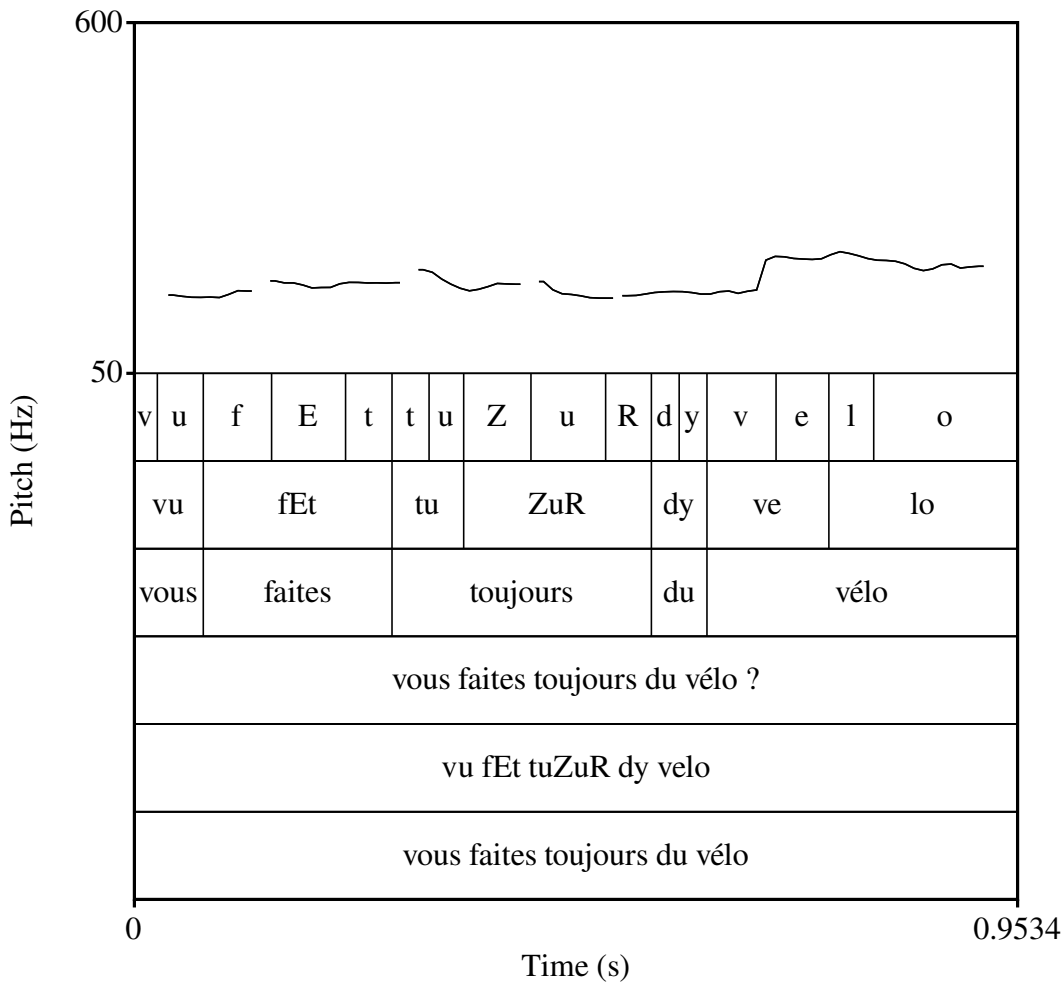 600
50
Pitch (Hz)
v u f E t t u Z u R d y v e l o
vu fEt tu ZuR dy ve lo
vous faites toujours du vélo
vous faites toujours du vélo ?
vu fEt tuZuR dy velo
vous faites toujours du vélo
0 0.9534
Time (s)